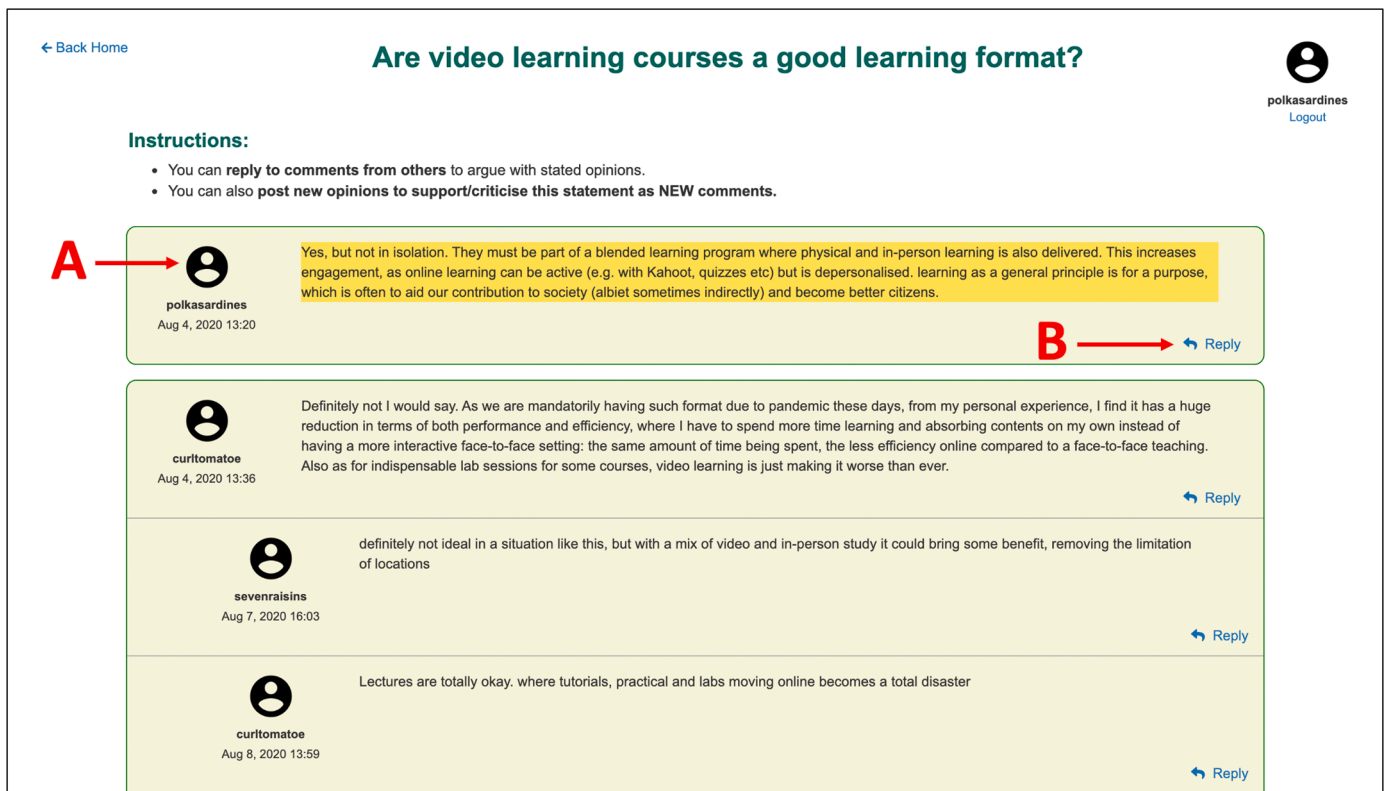 Back Home
Are video learning courses a good learning format?
polkasardines
Logout
Instructions:
• You can reply to comments from others to argue with stated opinions.
• You can also post new opinions to support/criticise this statement as NEW comments.
A
polkasardines
Aug 4, 2020 13:20
Yes, but not in isolation. They must be part of a blended learning program where physical and in-person learning is also delivered. This increases
engagement, as online learning can be active (e.g. with Kahoot, quizzes etc) but is depersonalised. learning as a general principle is for a purpose,
which is often to aid our contribution to society (albiet sometimes indirectly) and become better citizens.
B
Reply
curltomatoe
Aug 4, 2020 13:36
Definitely not I would say. As we are mandatorily having such format due to pandemic these days, from my personal experience, I find it has a huge
reduction in terms of both performance and efficiency, where I have to spend more time learning and absorbing contents on my own instead of
having a more interactive face-to-face setting: the same amount of time being spent, the less efficiency online compared to a face-to-face teaching.
Also as for indispensable lab sessions for some courses, video learning is just making it worse than ever.
Reply
sevenraisins
Aug 7, 2020 16:03
definitely not ideal in a situation like this, but with a mix of video and in-person study it could bring some benefit, removing the limitation
of locations
Reply
curltomatoe
Aug 8, 2020 13:59
Lectures are totally okay. where tutorials, practical and labs moving online becomes a total disaster
Reply